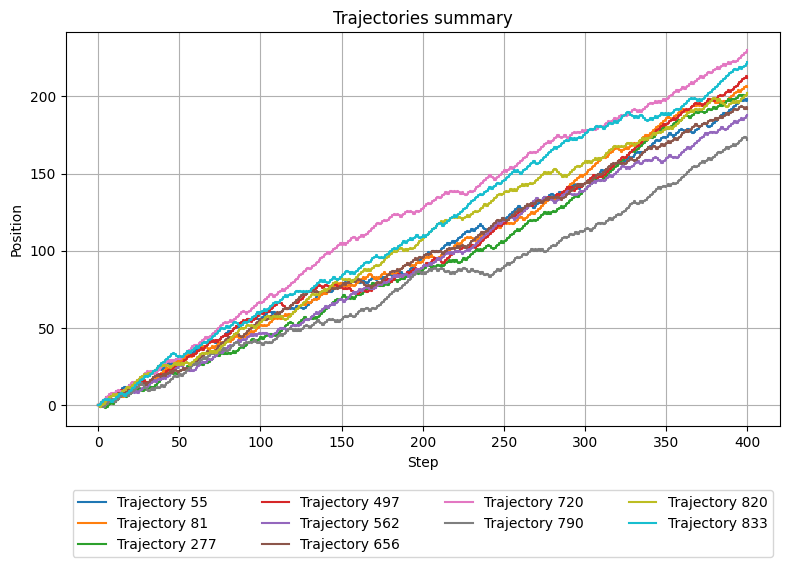 Trajectories summary
Position
200
150
100
50
0
0 50 100 150 200 250 300 350 400
Step
Trajectory 55 Trajectory 497 Trajectory 720 Trajectory 820
Trajectory 81 Trajectory 562 Trajectory 790 Trajectory 833
Trajectory 277 Trajectory 656